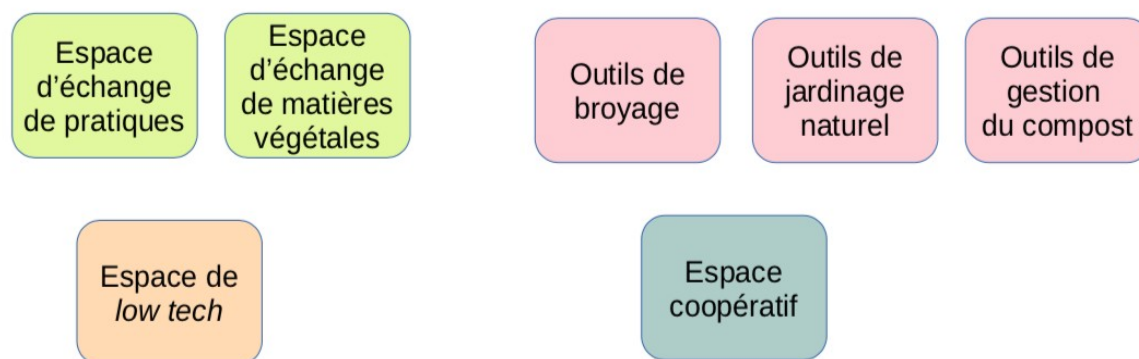 Espace
d’échange
de pratiques
Espace
d’échange
de matières
végétales
Outils de
broyage
Outils de
jardinage
naturel
Outils de
gestion
du compost
Espace de
low tech
Espace
coopératif